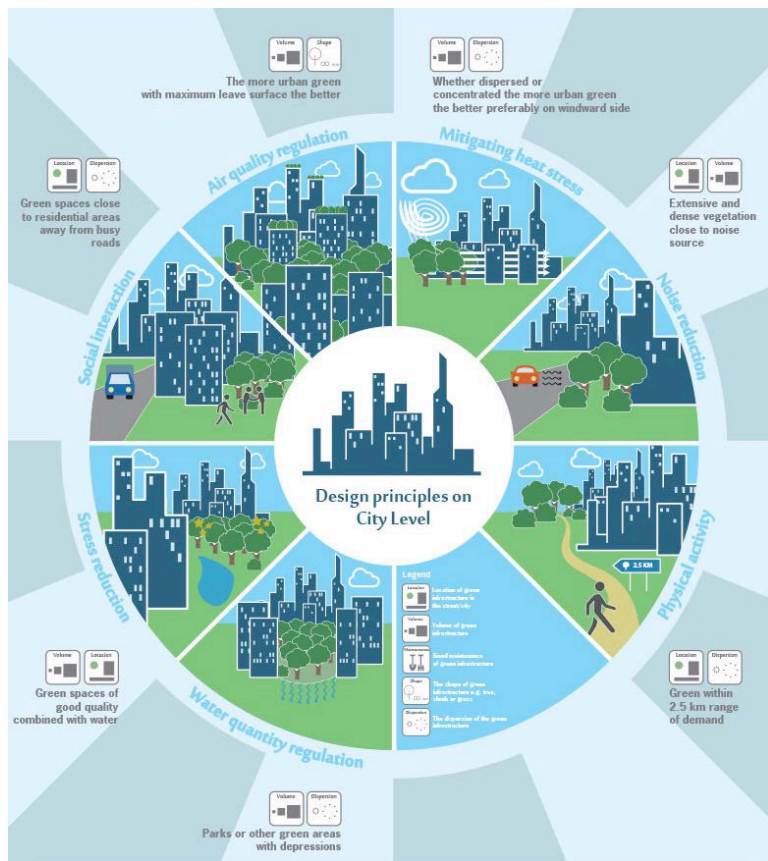 Volume
Shape
The more urban green
with maximum leave surface the better
Volume
Dispersion
Whether dispersed or
concentrated the more urban green
the better preferably on windward side
Air quality regulation
Mitigating heat stress
Location
Dispersion
Green spaces close
to residential areas
away from busy
roads
Location
Volume
Extensive and
dense vegetation
close to noise
source
Social interaction
Noise reduction
Design principles on
City Level
Stress reduction
2.5 KM
Physical activity
Legend
Location
Location of green
infrastructure in
the street/city
Volume
Volume of green
infrastructure
Maintenance
Good maintenance
of green infrastructure
Shape
The shape of green
infrastructure e.g. tree,
shrub or grass
Dispersion
The dispersion of the green
infrastructure
Volume
Location
Green spaces of
good quality
combined with water
Water quantity regulation
Location
Dispersion
Green within
2.5 km range
of demand
Volume
Dispersion
Parks or other green areas
with depressions